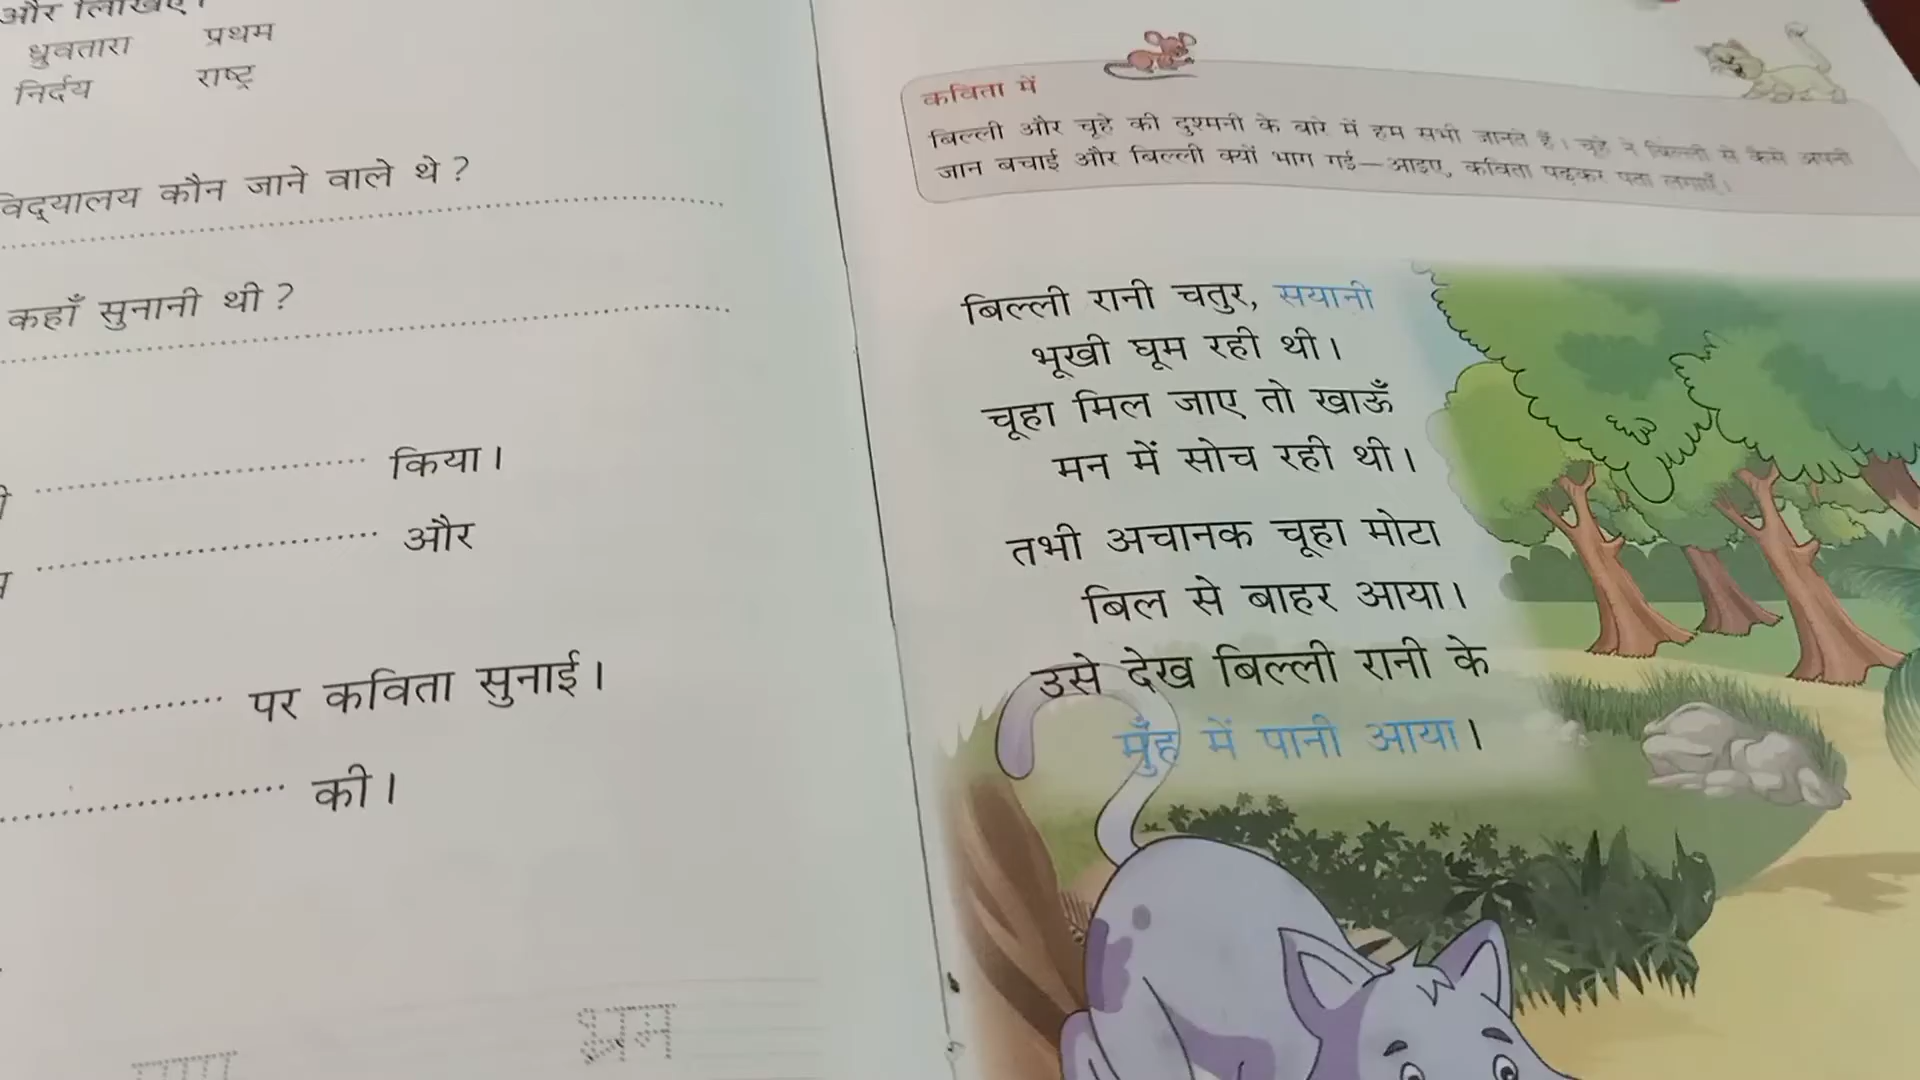 और लिखिए।
ध्रुवतारा प्रथम
निर्दय राष्ट्र
विद्यालय कौन जाने वाले थे ?
कहाँ सुनानी थी ?
किया।
और
पर कविता सुनाई।
की।
कविता में
बिल्ली और चूहे की दुश्मनी के बारे में हम सभी जानते हैं। चूहे ने बिल्ली से कैसे अपनी
जान बचाई और बिल्ली क्यों भाग गई—आइए, कविता पढ़कर पता लगाएँ।
बिल्ली रानी चतुर, सयानी
भूखी घूम रही थी।
चूहा मिल जाए तो खाऊँ
मन में सोच रही थी।
तभी अचानक चूहा मोटा
बिल से बाहर आया।
उसे देख बिल्ली रानी के
मुँह में पानी आया।